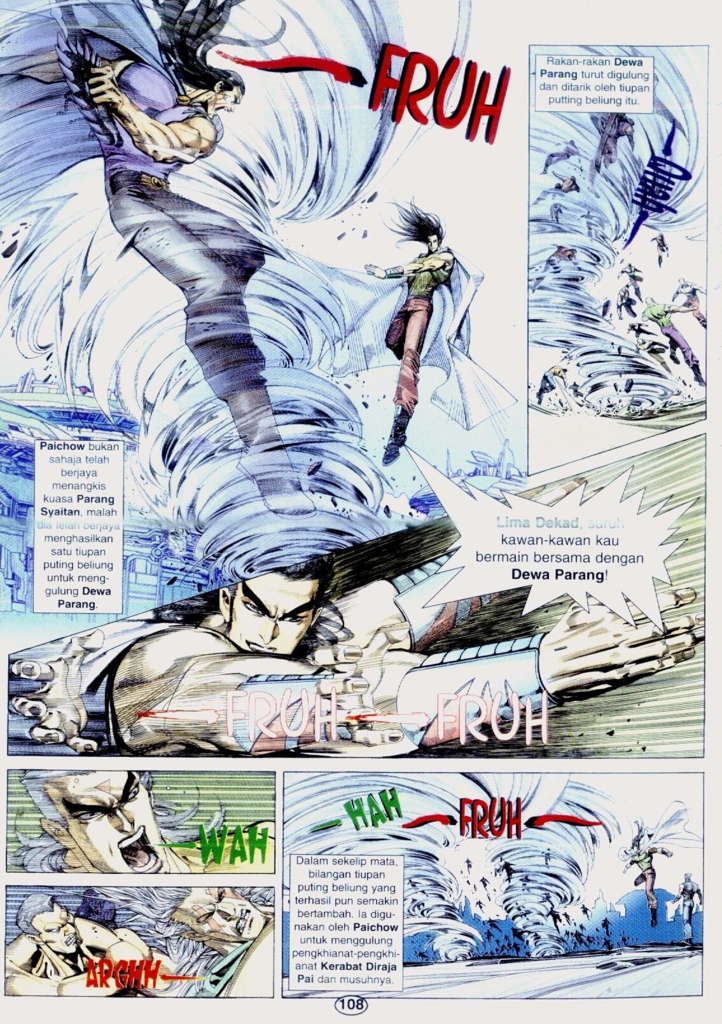 FRUH
Rakan-rakan Dewa
Parang turut digulung
dan ditarik oleh tiupan
putting beliung itu.
Paichow bukan
sahaja telah
berjaya
menangkis
kuasa Parang
Syaitan, malah
dia telah berjaya
menghasilkan
satu tiupan
puting beliung
untuk meng-
gulung Dewa
Parang.
Lima Dekad, suruh
kawan-kawan kau
bermain bersama dengan
Dewa Parang!
FRUH FRUH
WAH
ARGHH
HAH
FRUH
Dalam sekelip mata,
bilangan tiupan
puting beliung yang
terhasil pun semakin
bertambah. Ia digu-
nakan oleh Paichow
untuk menggulung
pengkhianat-pengkhi-
anat Kerabat Diraja
Pai dan musuhnya.
108